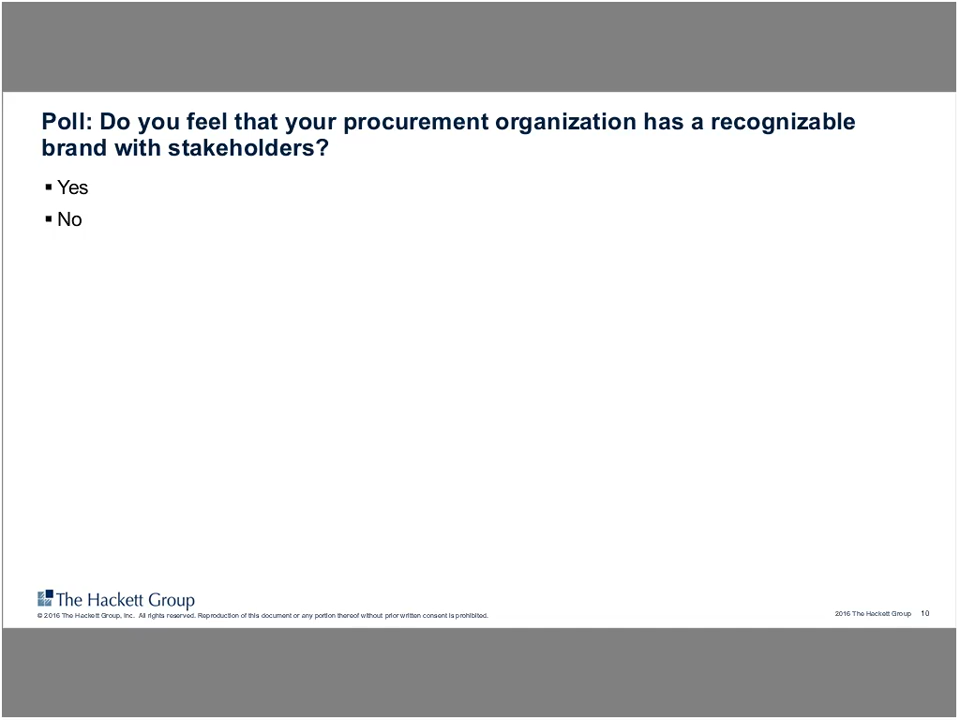 Poll: Do you feel that your procurement organization has a recognizable
brand with stakeholders?
▪ Yes
▪ No
The Hackett Group
© 2016 The Hackett Group, Inc. All rights reserved. Reproduction of this document or any portion thereof without prior written consent is prohibited.
2016 The Hackett Group 10